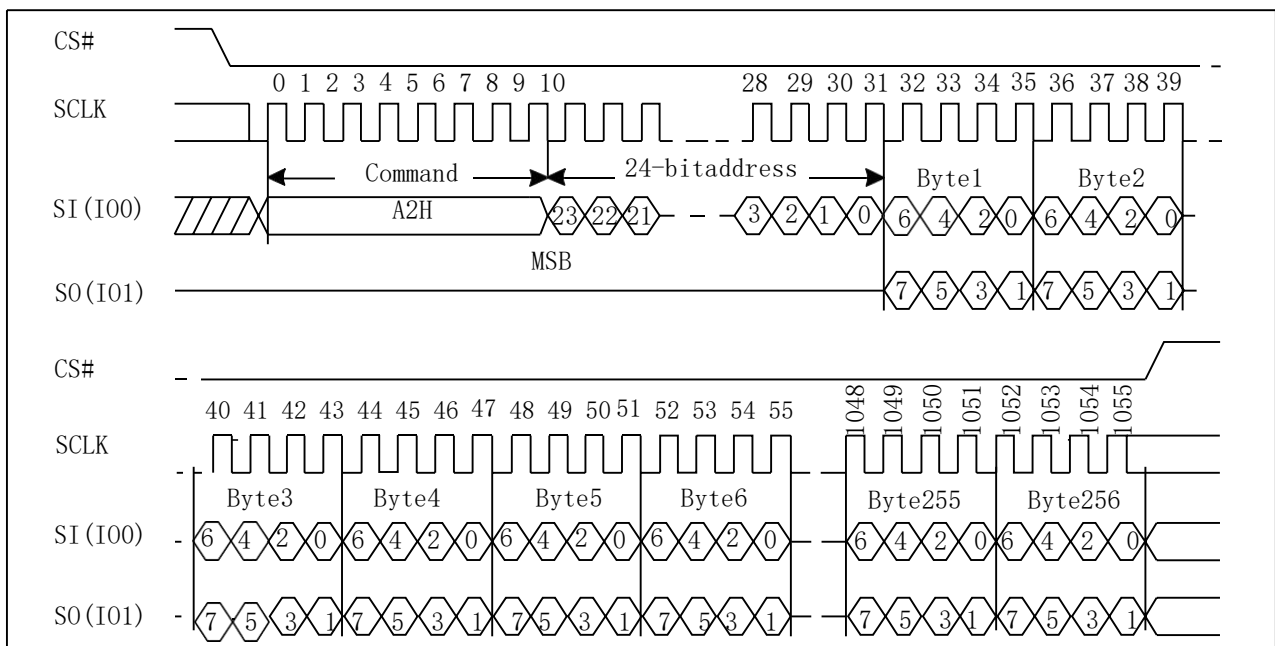 CS#
0 1 2 3 4 5 6 7 8 9 10 28 29 30 31 32 33 34 35 36 37 38 39
SCLK
Command 24-bitaddress Byte1 Byte2
SI(IO0) A2H 23 22 21 3 2 1 0 6 4 2 0 6 4 2 0
MSB
SO(IO1) 7 5 3 1 7 5 3 1
CS#
40 41 42 43 44 45 46 47 48 49 50 51 52 53 54 55 1048 1049 1050 1051 1052 1053 1054 1055
SCLK
Byte3 Byte4 Byte5 Byte6 Byte255 Byte256
SI(IO0) 6 4 2 0 6 4 2 0 6 4 2 0 6 4 2 0 6 4 2 0 6 4 2 0
SO(IO1) 7 5 3 1 7 5 3 1 7 5 3 1 7 5 3 1 7 5 3 1 7 5 3 1